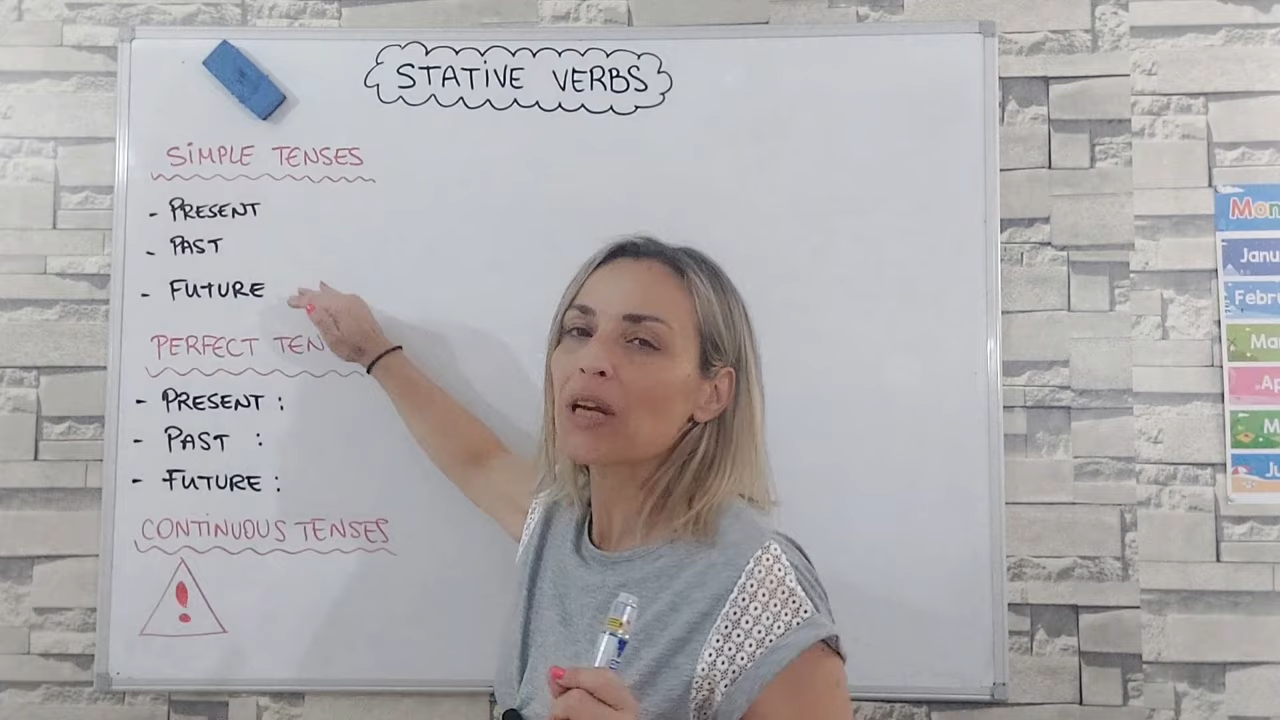 STATIVE VERBS
SIMPLE TENSES
- PRESENT
- PAST
- FUTURE
PERFECT TEN
- PRESENT :
- PAST :
- FUTURE :
CONTINUOUS TENSES
!
Mon
Janu
Febru
Ma
Ap
M
Ju